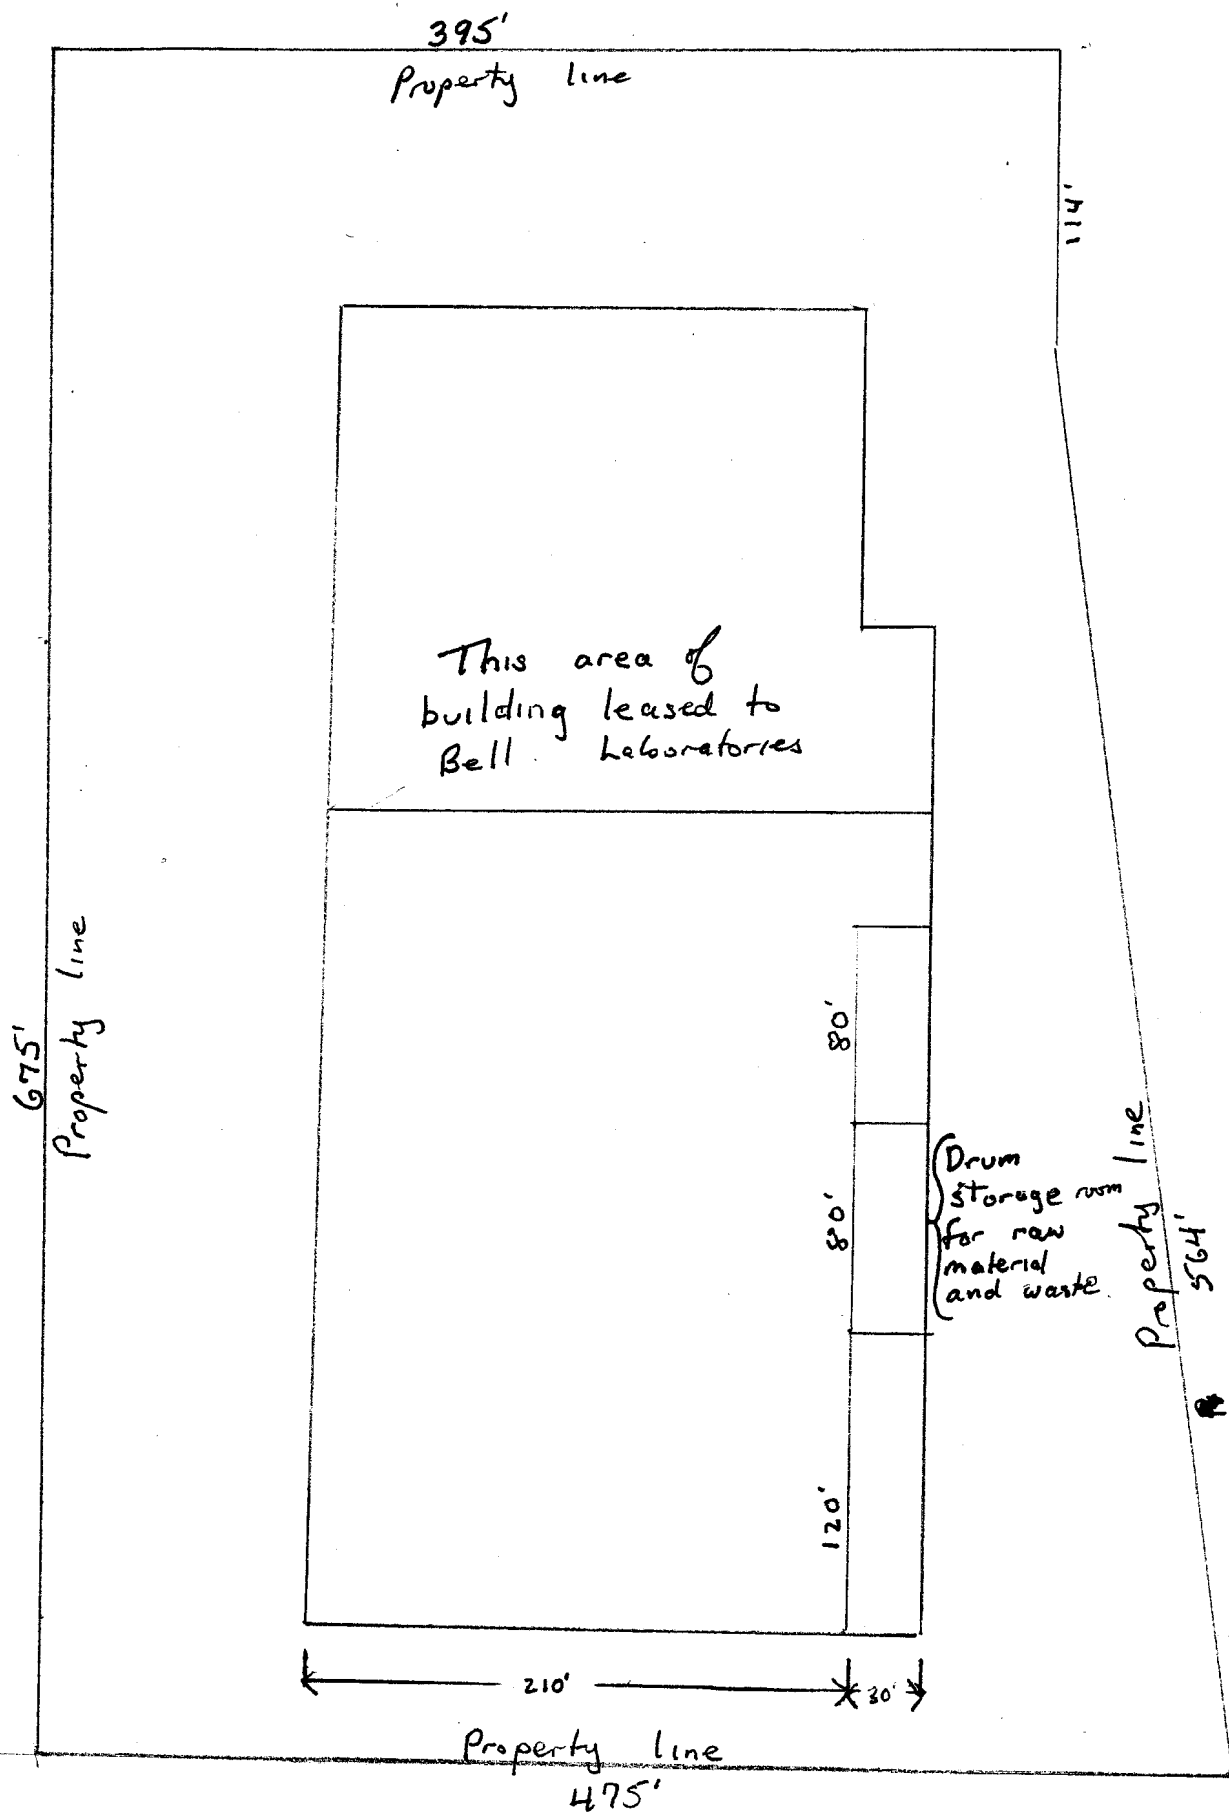 395'
Property line
114'
This area of
building leased to
Bell Laboratories
675'
Property line
80'
80'
Drum
storage room
for raw
material
and waste.
Property line
564'
120'
210'
30'
Property line
475'